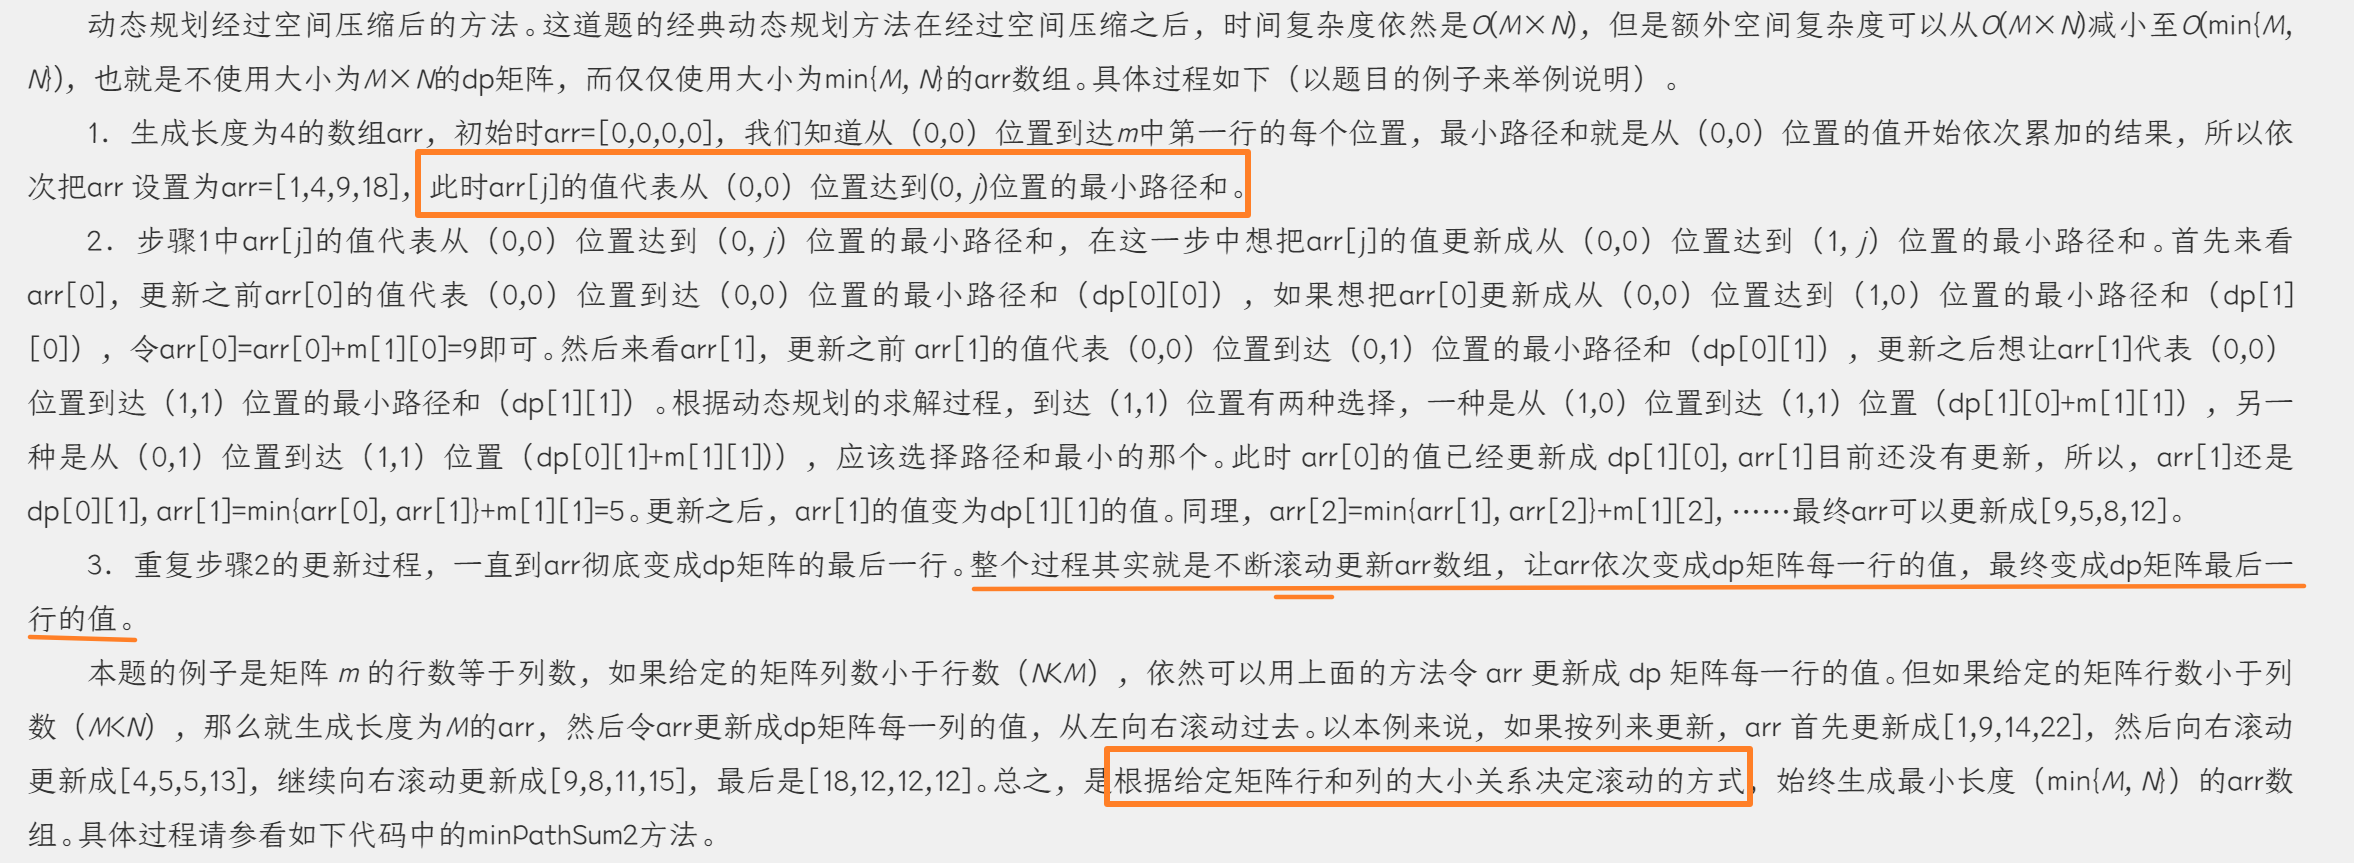 动态规划经过空间压缩后的方法。这道题的经典动态规划方法在经过空间压缩之后，时间复杂度依然是O(M×N)，但是额外空间复杂度可以从O(M×N)减小至O(min{M,
N})，也就是不使用大小为M×N的dp矩阵，而仅仅使用大小为min{M, N}的arr数组。具体过程如下（以题目的例子来举例说明）。
1．生成长度为4的数组arr，初始时arr=[0,0,0,0]，我们知道从（0,0）位置到达m中第一行的每个位置，最小路径和就是从（0,0）位置的值开始依次累加的结果，所以依
次把arr 设置为arr=[1,4,9,18]，此时arr[j]的值代表从（0,0）位置达到(0, j)位置的最小路径和。
2．步骤1中arr[j]的值代表从（0,0）位置达到（0, j）位置的最小路径和，在这一步中想把arr[j]的值更新成从（0,0）位置达到（1, j）位置的最小路径和。首先来看
arr[0]，更新之前arr[0]的值代表（0,0）位置到达（0,0）位置的最小路径和（dp[0][0]），如果想把arr[0]更新成从（0,0）位置达到（1,0）位置的最小路径和（dp[1]
[0]），令arr[0]=arr[0]+m[1][0]=9即可。然后来看arr[1]，更新之前 arr[1]的值代表（0,0）位置到达（0,1）位置的最小路径和（dp[0][1]），更新之后想让arr[1]代表（0,0）
位置到达（1,1）位置的最小路径和（dp[1][1]）。根据动态规划的求解过程，到达（1,1）位置有两种选择，一种是从（1,0）位置到达（1,1）位置（dp[1][0]+m[1][1]），另一
种是从（0,1）位置到达（1,1）位置（dp[0][1]+m[1][1])），应该选择路径和最小的那个。此时 arr[0]的值已经更新成 dp[1][0], arr[1]目前还没有更新，所以，arr[1]还是
dp[0][1], arr[1]=min{arr[0], arr[1]}+m[1][1]=5。更新之后，arr[1]的值变为dp[1][1]的值。同理，arr[2]=min{arr[1], arr[2]}+m[1][2], ……最终arr可以更新成[9,5,8,12]。
3．重复步骤2的更新过程，一直到arr彻底变成dp矩阵的最后一行。整个过程其实就是不断滚动更新arr数组，让arr依次变成dp矩阵每一行的值，最终变成dp矩阵最后一
行的值。
本题的例子是矩阵 m 的行数等于列数，如果给定的矩阵列数小于行数（N<M），依然可以用上面的方法令 arr 更新成 dp 矩阵每一行的值。但如果给定的矩阵行数小于列
数（M<N），那么就生成长度为M的arr，然后令arr更新成dp矩阵每一列的值，从左向右滚动过去。以本例来说，如果按列来更新，arr 首先更新成[1,9,14,22]，然后向右滚动
更新成[4,5,5,13]，继续向右滚动更新成[9,8,11,15]，最后是[18,12,12,12]。总之，是根据给定矩阵行和列的大小关系决定滚动的方式，始终生成最小长度（min{M, N}）的arr数
组。具体过程请参看如下代码中的minPathSum2方法。